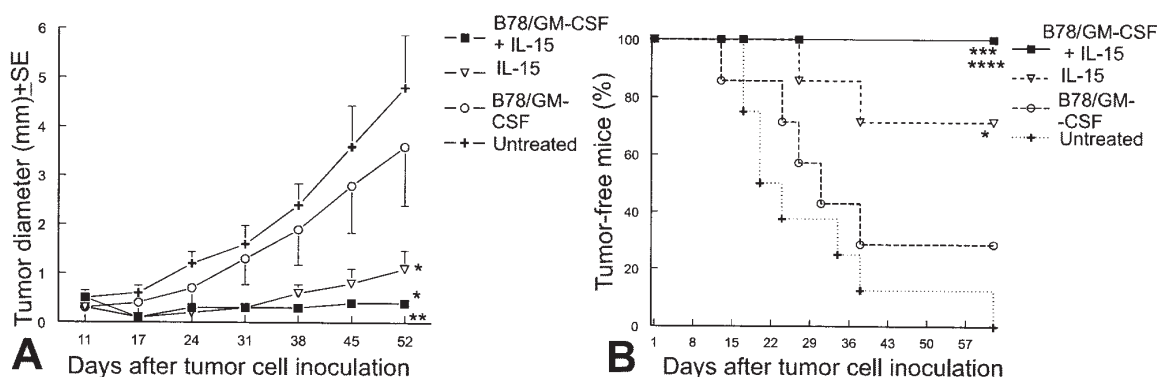 6
5
4
3
2
1
0
Tumor diameter (mm)±SE
11 17 24 31 38 45 52
Days after tumor cell inoculation
A
*
*
**
B78/GM-CSF
+ IL-15
IL-15
B78/GM-
CSF
Untreated
100
80
60
40
20
0
Tumor-free mice (%)
1 8 15 22 29 36 43 50 57
Days after tumor cell inoculation
B
***
****
*
B78/GM-CSF
+ IL-15
IL-15
B78/GM-
-CSF
Untreated